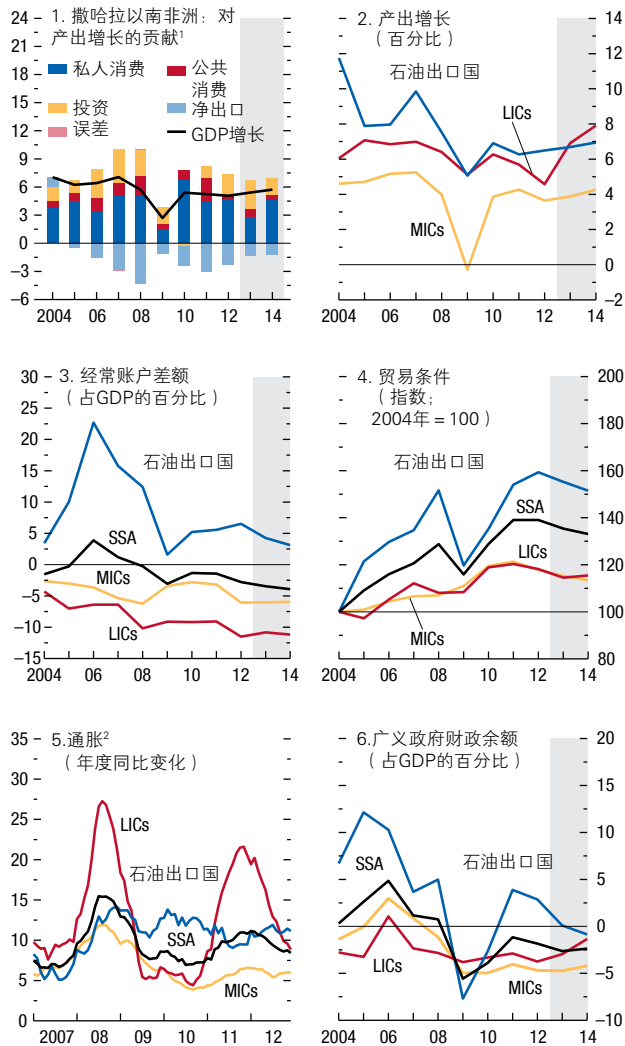 1. 撒哈拉以南非洲：对
产出增长的贡献1
私人消费
公共
消费
投资
净出口
误差
GDP增长
24
21
18
15
12
9
6
3
0
–3
–6
2004 06 08 10 12 14
2. 产出增长
（百分比）
石油出口国
LICs
MICs
14
12
10
8
6
4
2
0
–2
2004 06 08 10 12 14
3. 经常账户差额
（占GDP的百分比）
石油出口国
SSA
MICs
LICs
30
25
20
15
10
5
0
–5
–10
–15
2004 06 08 10 12 14
4. 贸易条件
（指数；
2004年＝100）
石油出口国
SSA
LICs
MICs
200
180
160
140
120
100
80
2004 06 08 10 12 14
5.通胀2
（年度同比变化）
LICs
石油出口国
SSA
MICs
35
30
25
20
15
10
5
0
2007 08 09 10 11 12
6.广义政府财政余额
（占GDP的百分比）
SSA
石油出口国
LICs
MICs
20
15
10
5
0
–5
–10
2004 06 08 10 12 14